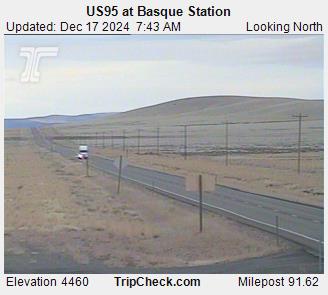 US95 at Basque Station
Updated: Dec 17 2024 7:43 AM Looking North
Elevation 4460 TripCheck.com Milepost 91.62